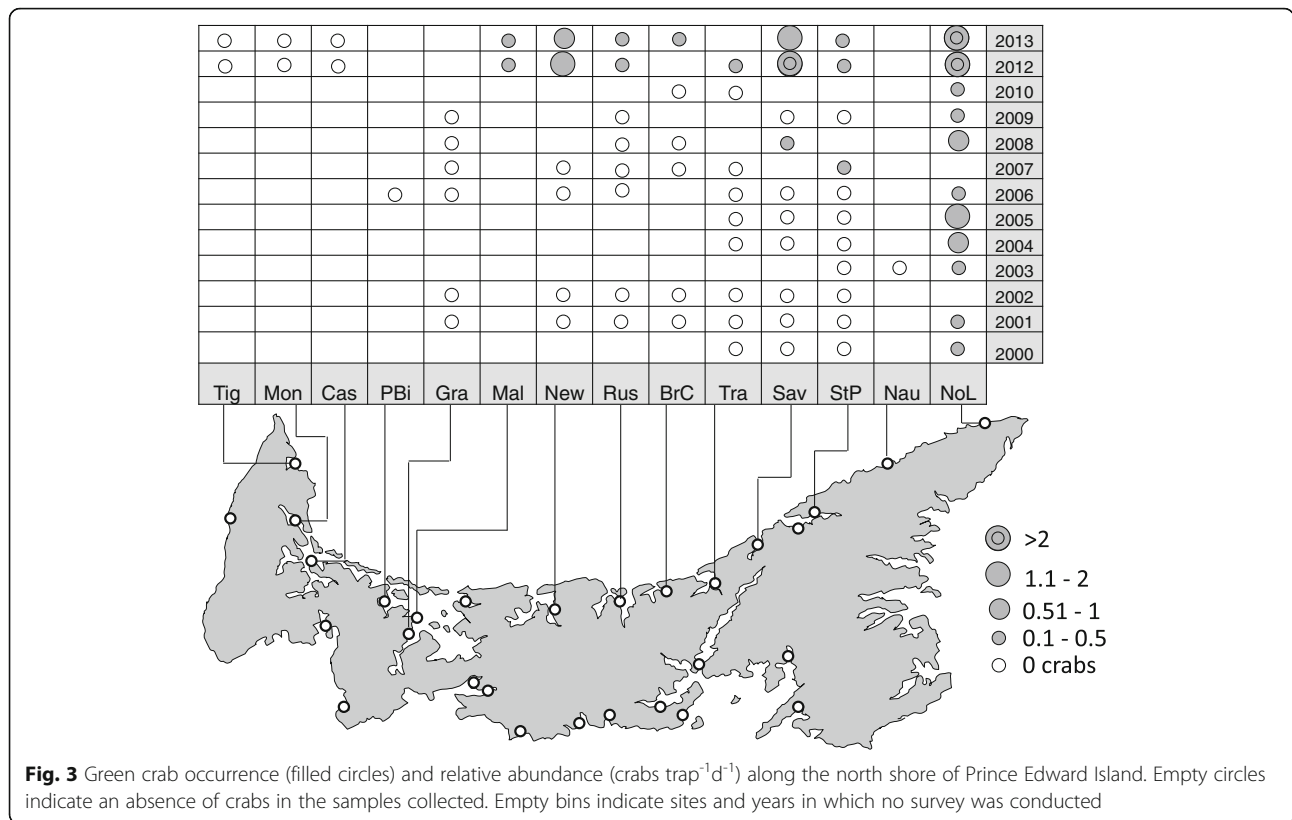 2013
2012
2010
2009
2008
2007
2006
2005
2004
2003
2002
2001
2000
Tig Mon Cas PBi Gra Mal New Rus BrC Tra Sav StP Nau NoL
>2
1.1 - 2
0.51 - 1
0.1 - 0.5
0 crabs
Fig. 3 Green crab occurrence (filled circles) and relative abundance (crabs trap⁻¹d⁻¹) along the north shore of Prince Edward Island. Empty circles
indicate an absence of crabs in the samples collected. Empty bins indicate sites and years in which no survey was conducted